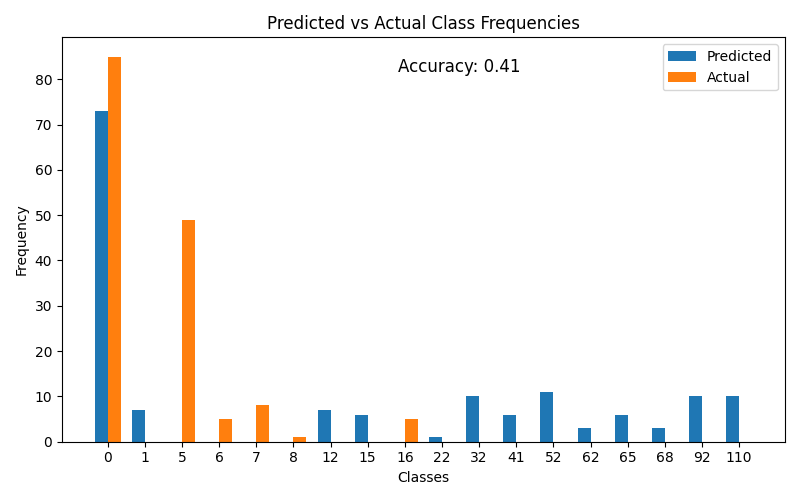 Predicted vs Actual Class Frequencies
Accuracy: 0.41
Predicted
Actual
Frequency
80
70
60
50
40
30
20
10
0
0 1 5 6 7 8 12 15 16 22 32 41 52 62 65 68 92 110
Classes